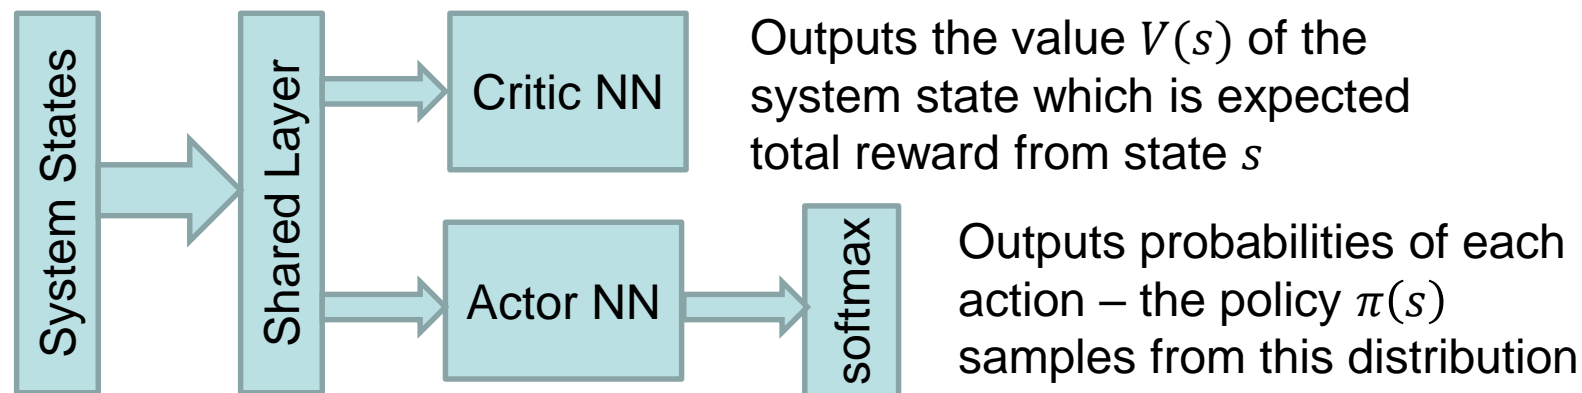 System States
Shared Layer
Critic NN
Outputs the value 𝑉(𝑠) of the
system state which is expected
total reward from state 𝑠
Actor NN
softmax
Outputs probabilities of each
action – the policy 𝜋(𝑠)
samples from this distribution